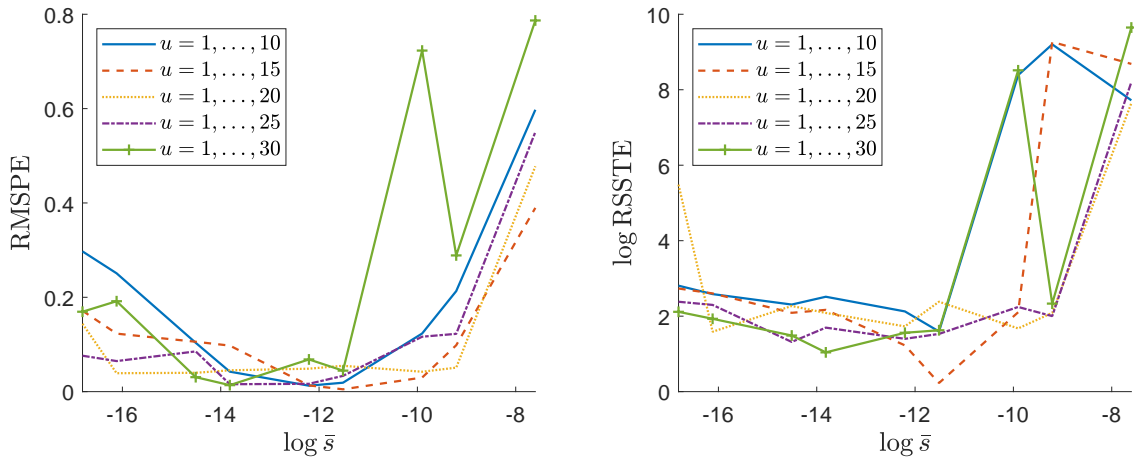 0.8
0.6
0.4
0.2
0
-16
-14
-12
-10
-8
RMSPE
log s̄
u = 1, . . . , 10
u = 1, . . . , 15
u = 1, . . . , 20
u = 1, . . . , 25
u = 1, . . . , 30
10
8
6
4
2
0
-16
-14
-12
-10
-8
log RSSTE
log s̄
u = 1, . . . , 10
u = 1, . . . , 15
u = 1, . . . , 20
u = 1, . . . , 25
u = 1, . . . , 30